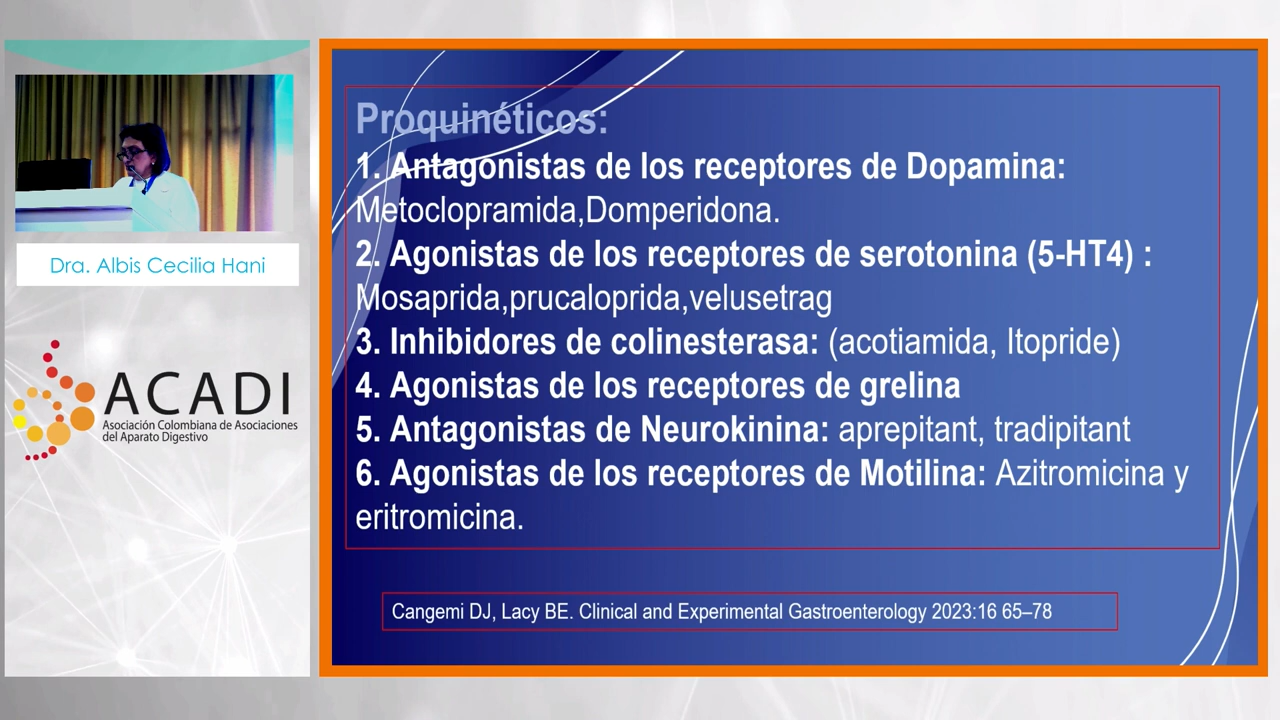 Dra. Albis Cecilia Hani
ACADI
Asociación Colombiana de Asociaciones
del Aparato Digestivo
Proquinéticos:
1. Antagonistas de los receptores de Dopamina:
Metoclopramida,Domperidona.
2. Agonistas de los receptores de serotonina (5-HT4) :
Mosaprida,prucaloprida,velusetrag
3. Inhibidores de colinesterasa: (acotiamida, Itopride)
4. Agonistas de los receptores de grelina
5. Antagonistas de Neurokinina: aprepitant, tradipitant
6. Agonistas de los receptores de Motilina: Azitromicina y
eritromicina.
Cangemi DJ, Lacy BE. Clinical and Experimental Gastroenterology 2023:16 65–78